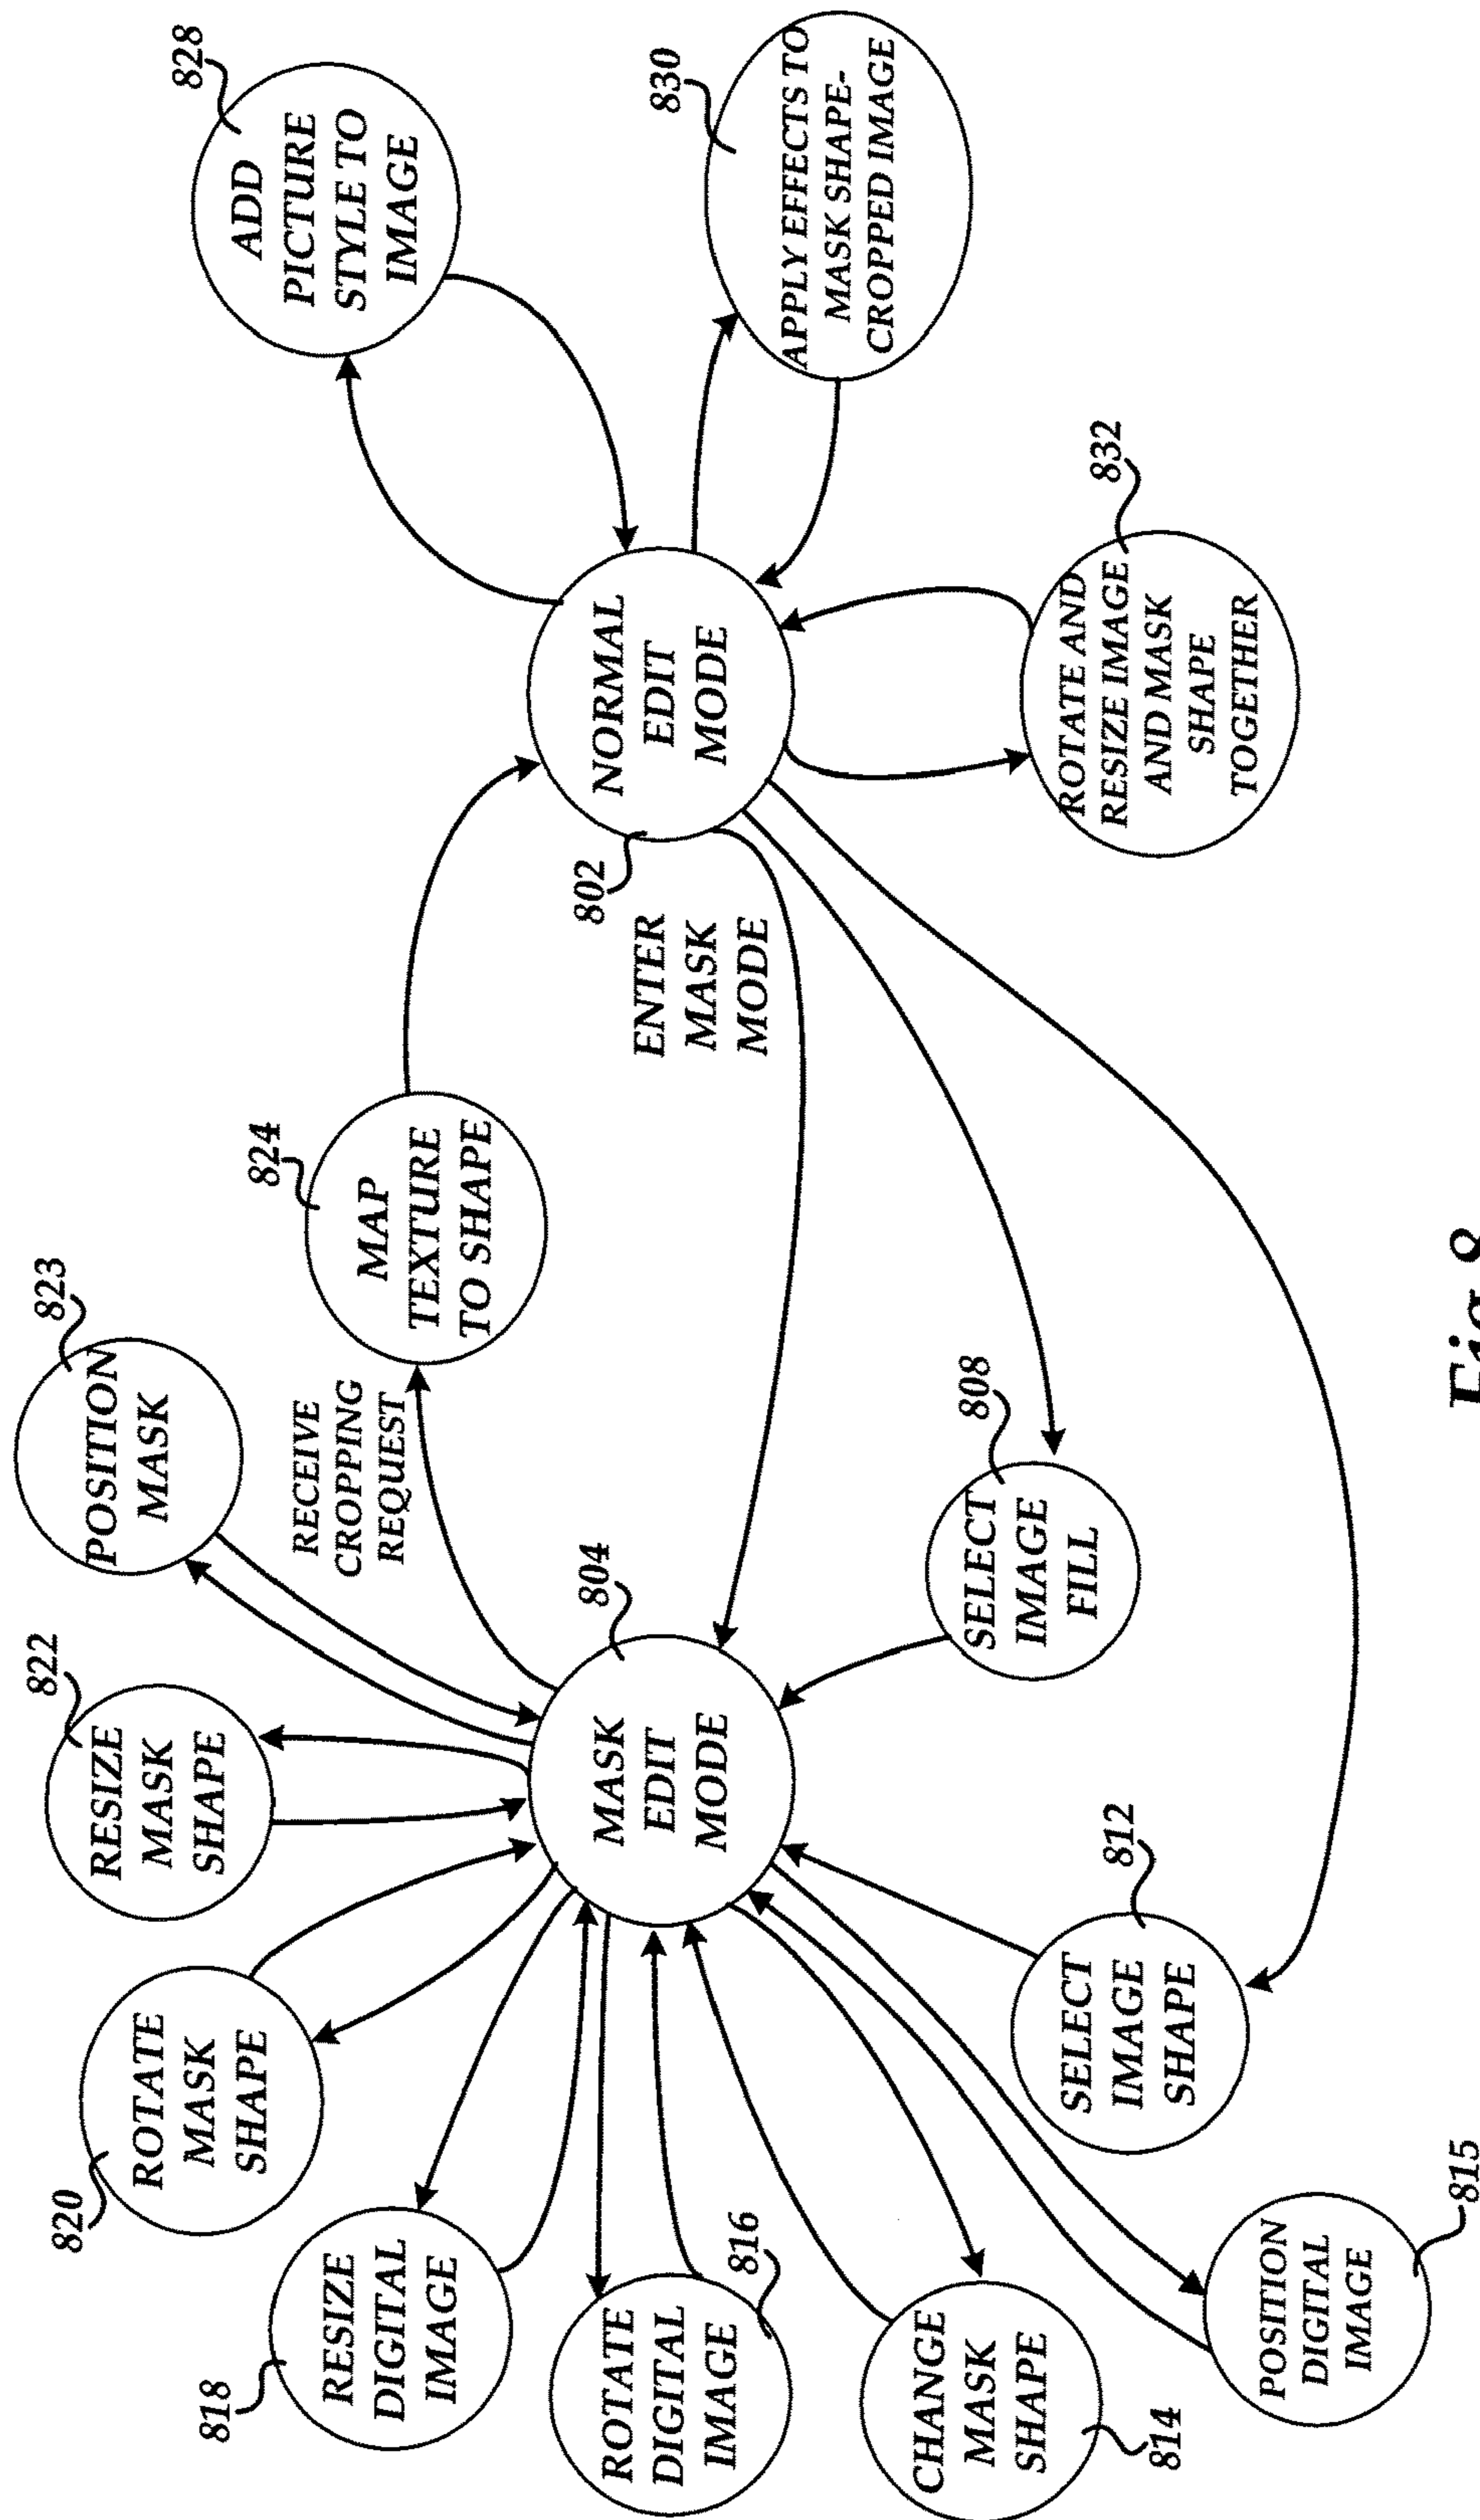 820
ROTATE
MASK
SHAPE
822
RESIZE
MASK
SHAPE
823
POSITION
MASK
824
MAP
TEXTURE
TO SHAPE
828
ADD
PICTURE
STYLE TO
IMAGE
818
RESIZE
DIGITAL
IMAGE
RECEIVE
CROPPING
REQUEST
804
MASK
EDIT
MODE
802
NORMAL
EDIT
MODE
ENTER
MASK
MODE
830
APPLY EFFECTS TO
MASK SHAPE-
CROPPED IMAGE
816
ROTATE
DIGITAL
IMAGE
814
CHANGE
MASK
SHAPE
812
SELECT
IMAGE
SHAPE
808
SELECT
IMAGE
FILL
832
ROTATE AND
RESIZE IMAGE
AND MASK
SHAPE
TOGETHER
815
POSITION
DIGITAL
IMAGE
Fig. 8